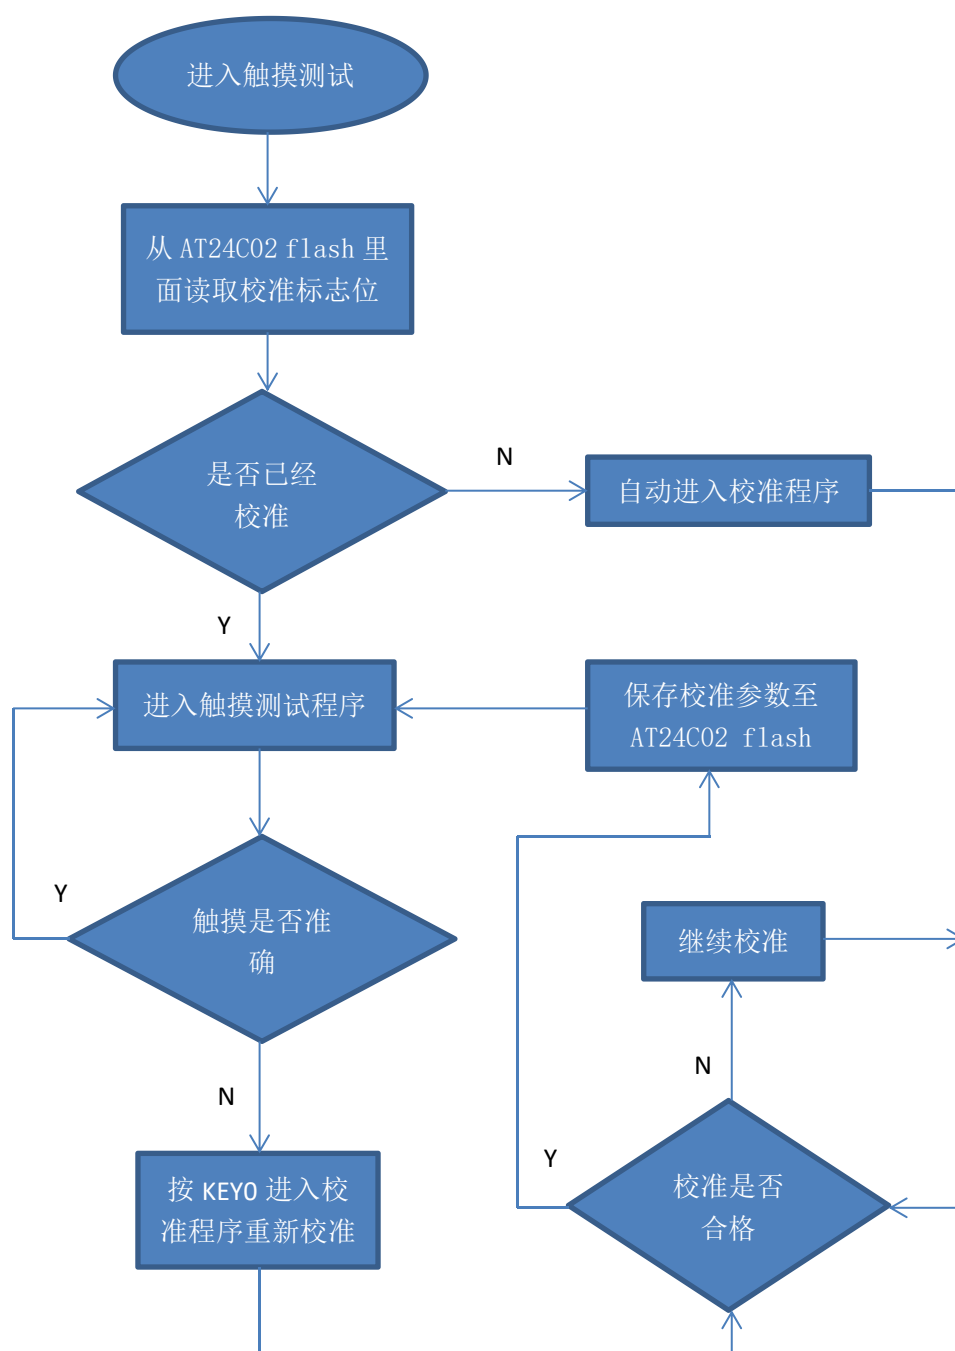 进入触摸测试
从 AT24C02 flash 里
面读取校准标志位
是否已经
校准
N
自动进入校准程序
Y
进入触摸测试程序
保存校准参数至
AT24C02 flash
Y
触摸是否准
确
继续校准
N
N
按 KEY0 进入校
准程序重新校准
Y
校准是否
合格